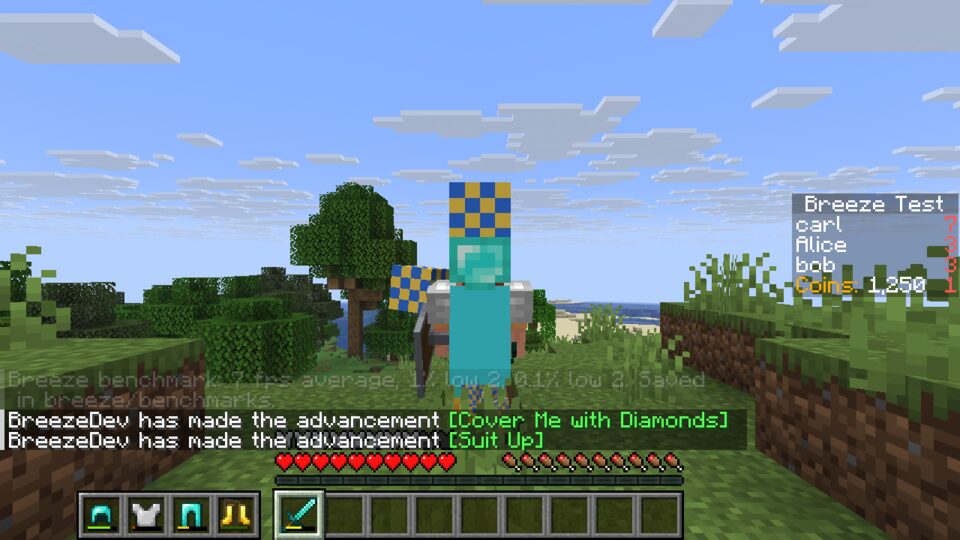 Breeze Test
carl 7
Alice 3
bob 8
Coins: 1,250 1
Breeze benchmark: 7 fps average, 1% low 2, 0.1% low 2. Saved
in breeze/benchmarks
BreezeDev has made the advancement [Cover Me with Diamonds]
BreezeDev has made the advancement [Suit Up]